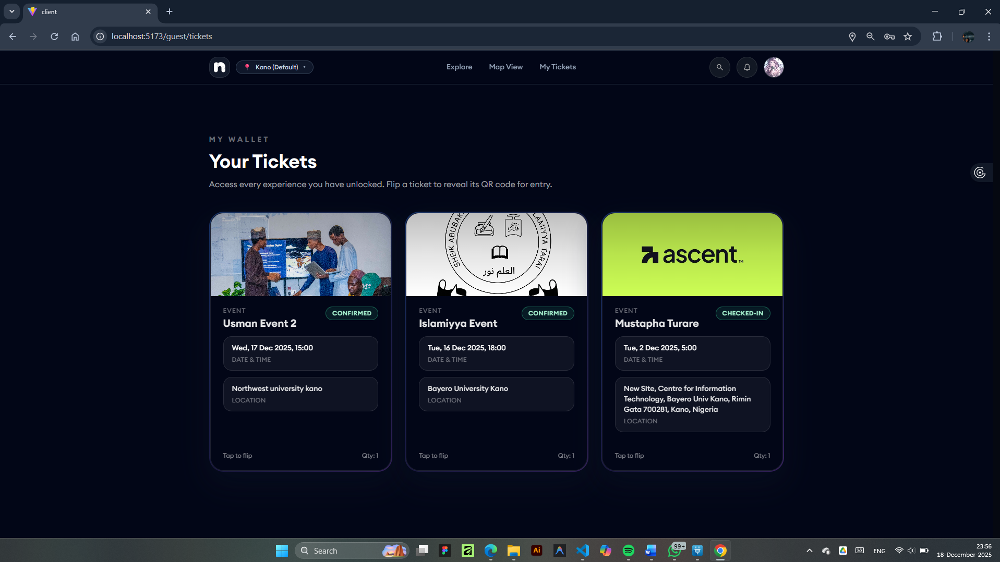 client
localhost:5173/guest/tickets
n
Kano (Default)
Explore
Map View
My Tickets
MY WALLET
Your Tickets
Access every experience you have unlocked. Flip a ticket to reveal its QR code for entry.
SHEIK ABUBAKA
LAMIYYA TARAI
العلم نور
ascent™
EVENT
CONFIRMED
Usman Event 2
Wed, 17 Dec 2025, 15:00
DATE & TIME
Northwest university kano
LOCATION
Tap to flip
Qty: 1
EVENT
CONFIRMED
Islamiyya Event
Tue, 16 Dec 2025, 18:00
DATE & TIME
Bayero University Kano
LOCATION
Tap to flip
Qty: 1
EVENT
CHECKED-IN
Mustapha Turare
Tue, 2 Dec 2025, 5:00
DATE & TIME
New SIte, Centre for Information
Technology, Bayero Univ Kano, Rimin
Gata 700281, Kano, Nigeria
LOCATION
Tap to flip
Qty: 1
Search
Ai
W
99+
ENG
23:56
18-December-2025